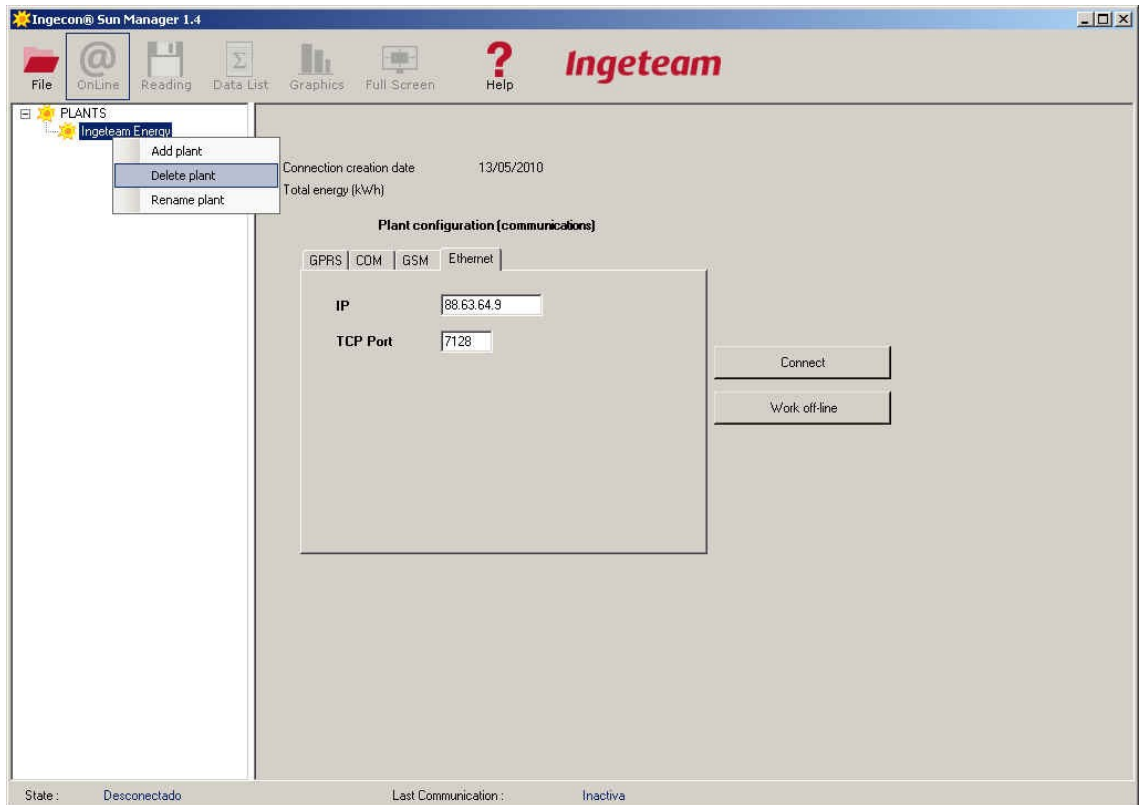 Ingecon® Sun Manager 1.4
File OnLine Reading Data List Graphics Full Screen Help Ingeteam
PLANTS
Ingeteam Energy
Add plant
Delete plant
Rename plant
Connection creation date 13/05/2010
Total energy (kWh)
Plant configuration (communications)
GPRS COM GSM Ethernet
IP 88.63.64.9
TCP Port 7128
Connect
Work off-line
State : Desconectado Last Communication : Inactiva